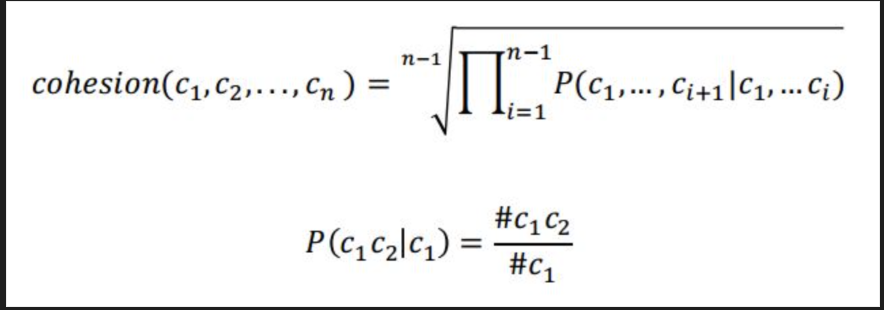 cohesion(c₁,c₂,...,cₙ) = ⁿ⁻¹√∏ᵢ₌₁ⁿ⁻¹ P(c₁,...,cᵢ₊₁|c₁,...cᵢ)
P(c₁c₂|c₁) = #c₁c₂ / #c₁